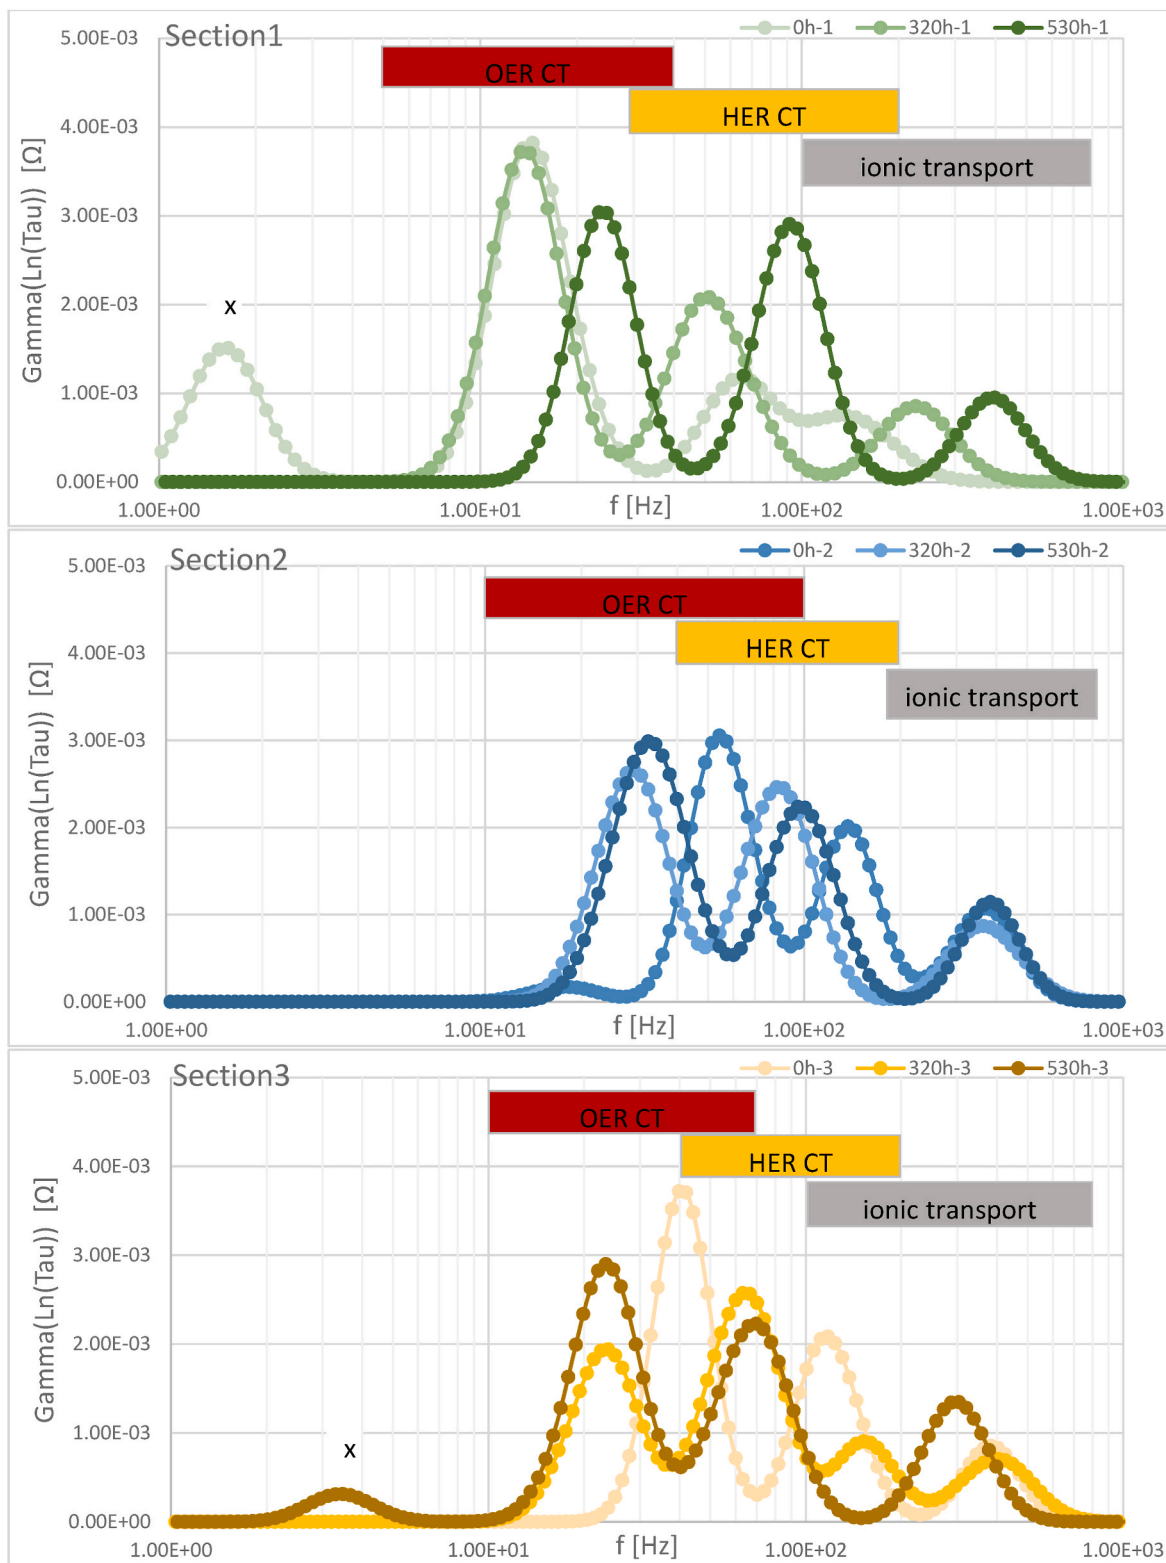 Section1
0h-1 320h-1 530h-1
5.00E-03
OER CT
4.00E-03
HER CT
ionic transport
3.00E-03
2.00E-03
x
1.00E-03
0.00E+00
Gamma(Ln(Tau)) [Ω]
1.00E+00 1.00E+01 f [Hz] 1.00E+02 1.00E+03
Section2
0h-2 320h-2 530h-2
5.00E-03
OER CT
4.00E-03
HER CT
ionic transport
3.00E-03
2.00E-03
1.00E-03
0.00E+00
Gamma(Ln(Tau)) [Ω]
1.00E+00 1.00E+01 f [Hz] 1.00E+02 1.00E+03
Section3
0h-3 320h-3 530h-3
5.00E-03
OER CT
4.00E-03
HER CT
ionic transport
3.00E-03
2.00E-03
1.00E-03
x
0.00E+00
Gamma(Ln(Tau)) [Ω]
1.00E+00 1.00E+01 f [Hz] 1.00E+02 1.00E+03